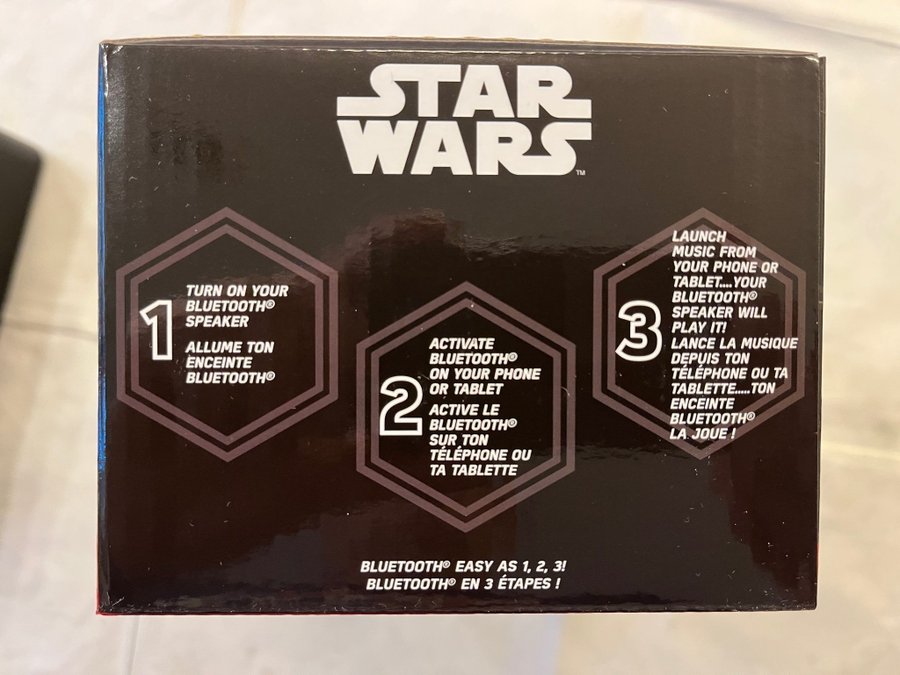 STAR
WARS™
1
TURN ON YOUR
BLUETOOTH®
SPEAKER
ALLUME TON
ENCEINTE
BLUETOOTH®
2
ACTIVATE
BLUETOOTH®
ON YOUR PHONE
OR TABLET
ACTIVE LE
BLUETOOTH®
SUR TON
TÉLÉPHONE OU
TA TABLETTE
3
LAUNCH
MUSIC FROM
YOUR PHONE OR
TABLET....YOUR
BLUETOOTH®
SPEAKER WILL
PLAY IT!
LANCE LA MUSIQUE
DEPUIS TON
TÉLÉPHONE OU TA
TABLETTE.....TON
ENCEINTE
BLUETOOTH®
LA JOUE !
BLUETOOTH® EASY AS 1, 2, 3!
BLUETOOTH® EN 3 ÉTAPES !